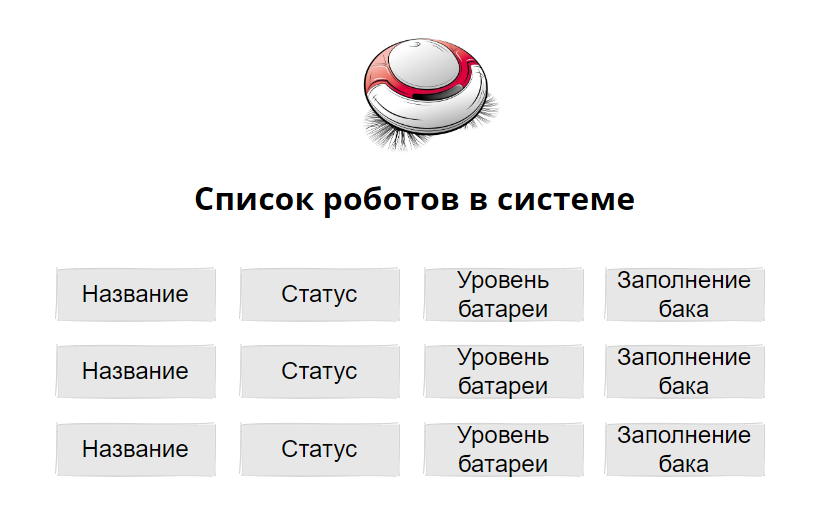 Список роботов в системе
Название
Статус
Уровень
батареи
Заполнение
бака
Название
Статус
Уровень
батареи
Заполнение
бака
Название
Статус
Уровень
батареи
Заполнение
бака